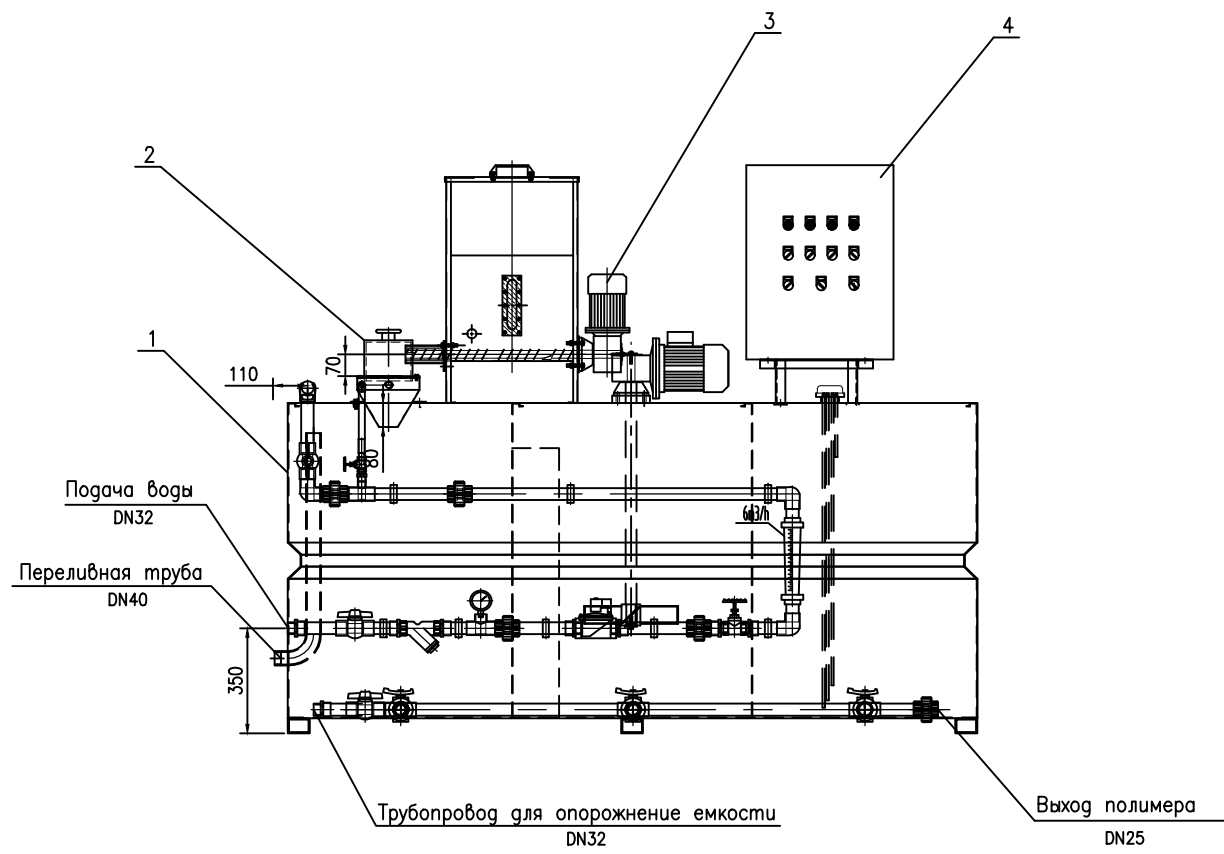 3
4
2
1
70
110
80
Подача воды
DN32
6m3/h
Переливная труба
DN40
350
Трубопровод для опорожнение емкости
DN32
Выход полимера
DN25